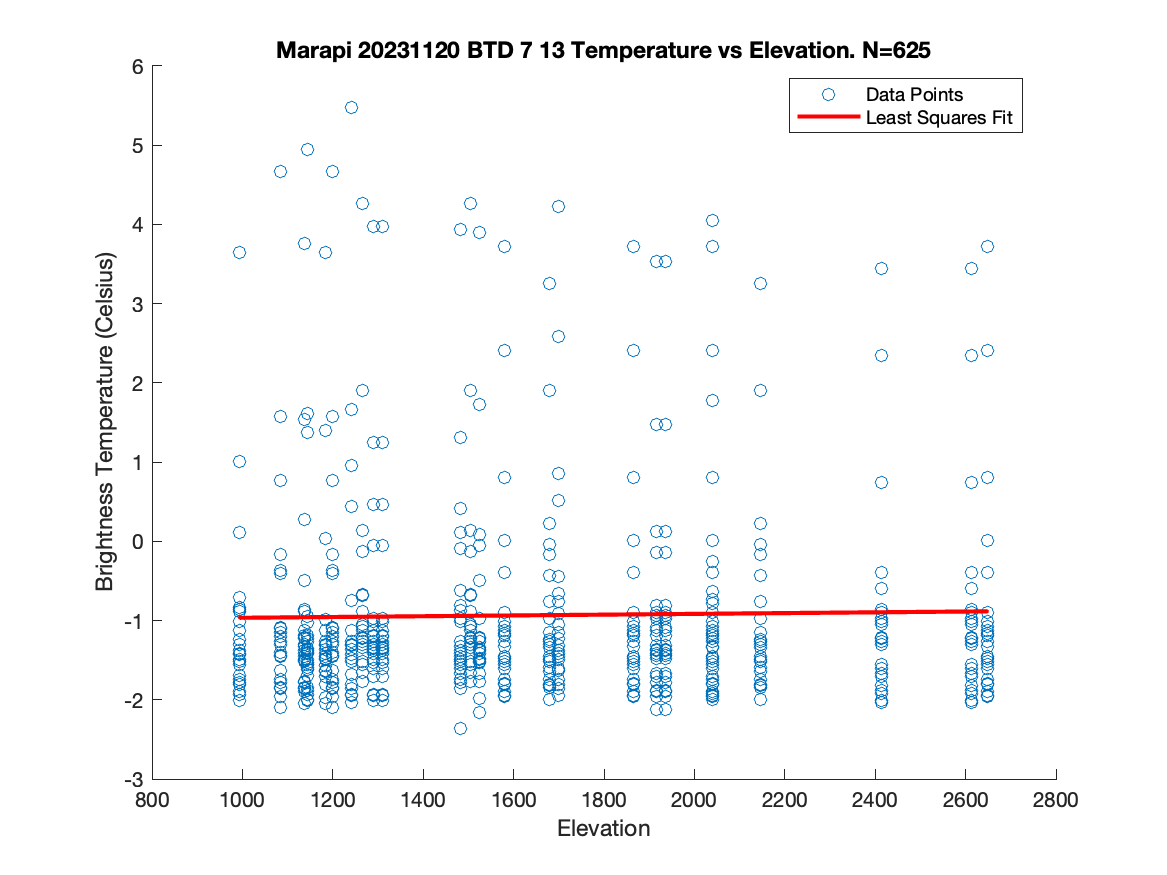 Marapi 20231120 BTD 7 13 Temperature vs Elevation. N=625
Data Points
Least Squares Fit
Brightness Temperature (Celsius)
6
5
4
3
2
1
0
-1
-2
-3
800 1000 1200 1400 1600 1800 2000 2200 2400 2600 2800
Elevation